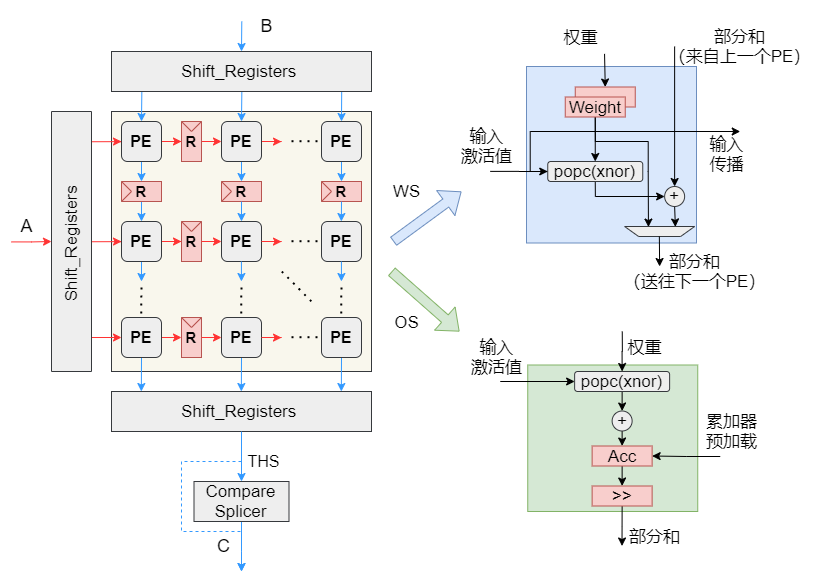 B
Shift_Registers
A
Shift_Registers
PE
R
PE
PE
R
R
R
PE
R
PE
PE
PE
R
PE
PE
Shift_Registers
THS
Compare
Splicer
C
WS
OS
权重
部分和
(来自上一个PE)
Weight
输入
激活值
输入
传播
popc(xnor)
+
部分和
(送往下一个PE)
权重
输入
激活值
popc(xnor)
+
累加器
预加载
Acc
>>
部分和